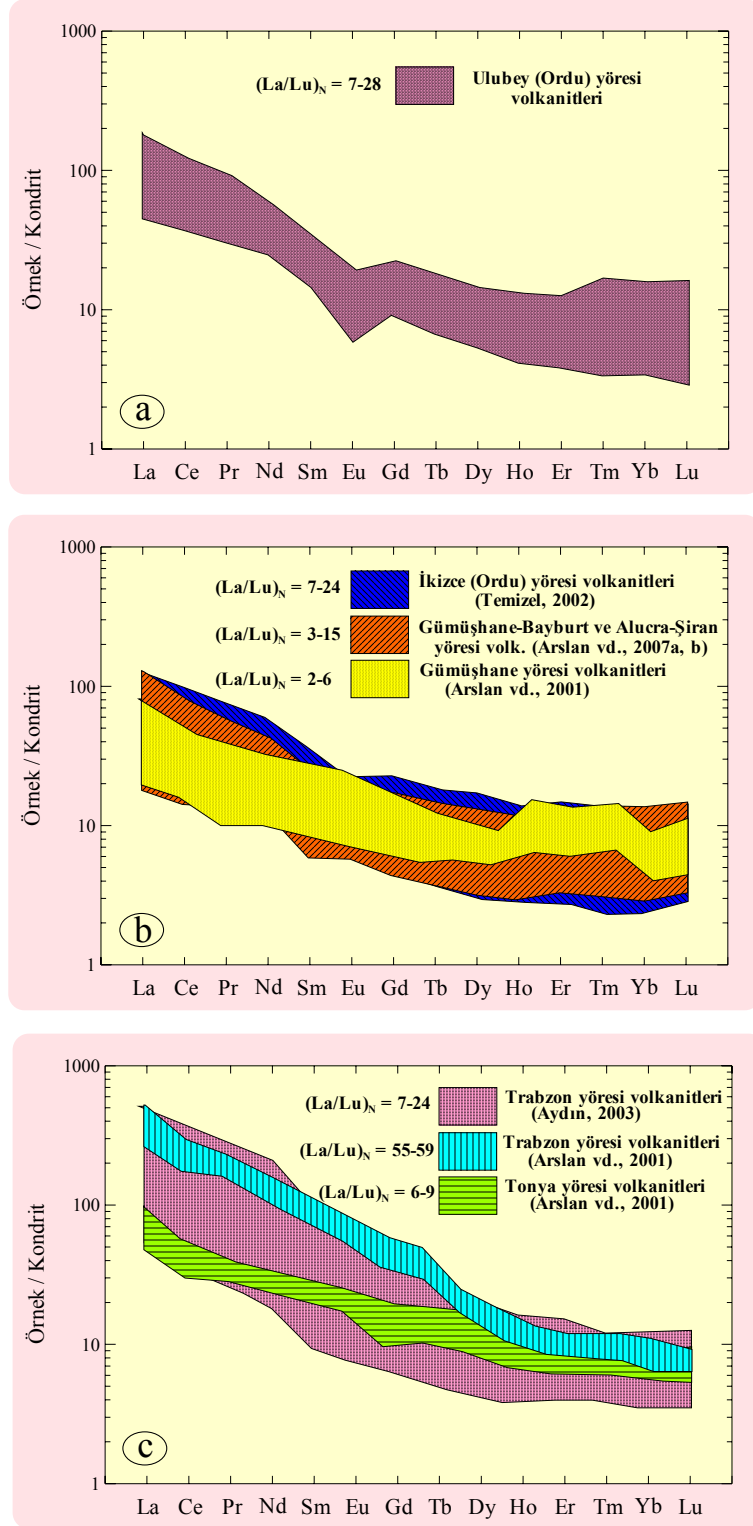 1000
(La/Lu)N = 7-28
Ulubey (Ordu) yöresi
volkanitleri
100
Örnek / Kondrit
10
a
1
La Ce Pr Nd Sm Eu Gd Tb Dy Ho Er Tm Yb Lu
1000
(La/Lu)N = 7-24
İkizce (Ordu) yöresi volkanitleri
(Temizel, 2002)
(La/Lu)N = 3-15
Gümüşhane-Bayburt ve Alucra-Şiran
yöresi volk. (Arslan vd., 2007a, b)
(La/Lu)N = 2-6
Gümüşhane yöresi volkanitleri
(Arslan vd., 2001)
100
Örnek / Kondrit
10
b
1
La Ce Pr Nd Sm Eu Gd Tb Dy Ho Er Tm Yb Lu
1000
(La/Lu)N = 7-24
Trabzon yöresi volkanitleri
(Aydın, 2003)
(La/Lu)N = 55-59
Trabzon yöresi volkanitleri
(Arslan vd., 2001)
(La/Lu)N = 6-9
Tonya yöresi volkanitleri
(Arslan vd., 2001)
100
Örnek / Kondrit
10
c
1
La Ce Pr Nd Sm Eu Gd Tb Dy Ho Er Tm Yb Lu